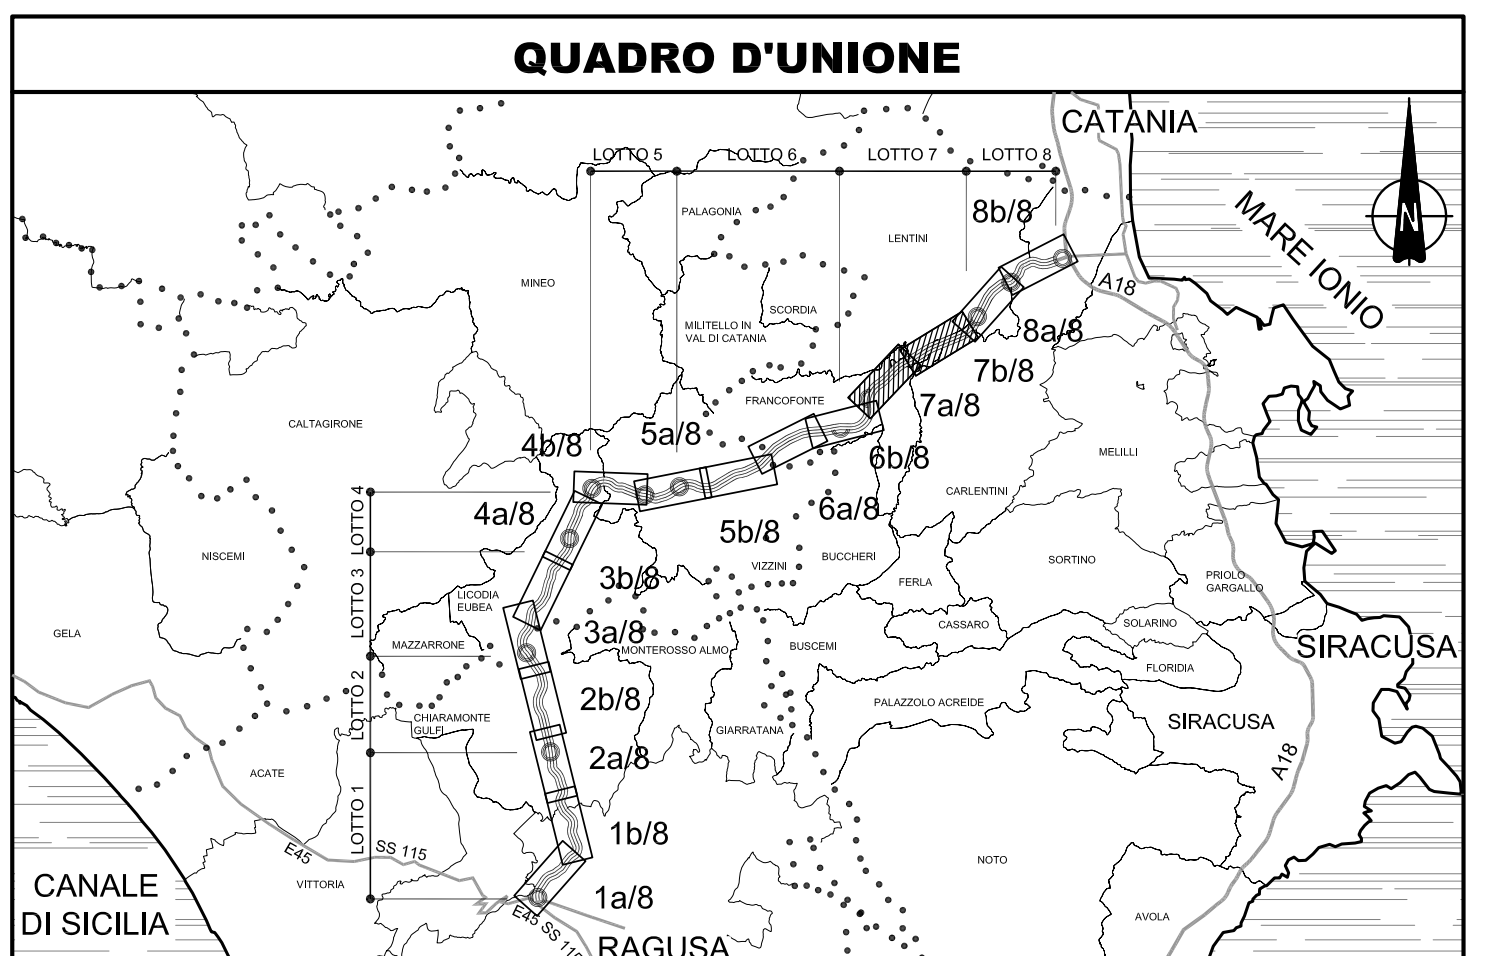 QUADRO D'UNIONE
CATANIA
LOTTO 5
LOTTO 6
LOTTO 7
LOTTO 8
MARE IONIO
N
PALAGONIA
8b/8
LENTINI
MINEO
A18
SCORDIA
MILITELLO IN
VAL DI CATANIA
8a/8
7b/8
FRANCOFONTE
7a/8
CALTAGIRONE
4b/8
5a/8
6b/8
MELILLI
CARLENTINI
4a/8
6a/8
5b/8
LOTTO 4
NISCEMI
BUCCHERI
VIZZINI
SORTINO
3b/8
FERLA
PRIOLO
GARGALLO
LICODIA
EUBEA
LOTTO 3
GELA
3a/8
CASSARO
SOLARINO
MAZZARRONE
MONTEROSSO ALMO
BUSCEMI
SIRACUSA
FLORIDIA
2b/8
PALAZZOLO ACREIDE
LOTTO 2
CHIARAMONTE
GULFI
GIARRATANA
SIRACUSA
2a/8
A18
ACATE
LOTTO 1
1b/8
E45
SS 115
NOTO
VITTORIA
CANALE
DI SICILIA
1a/8
E45 SS 115
AVOLA
RAGUSA